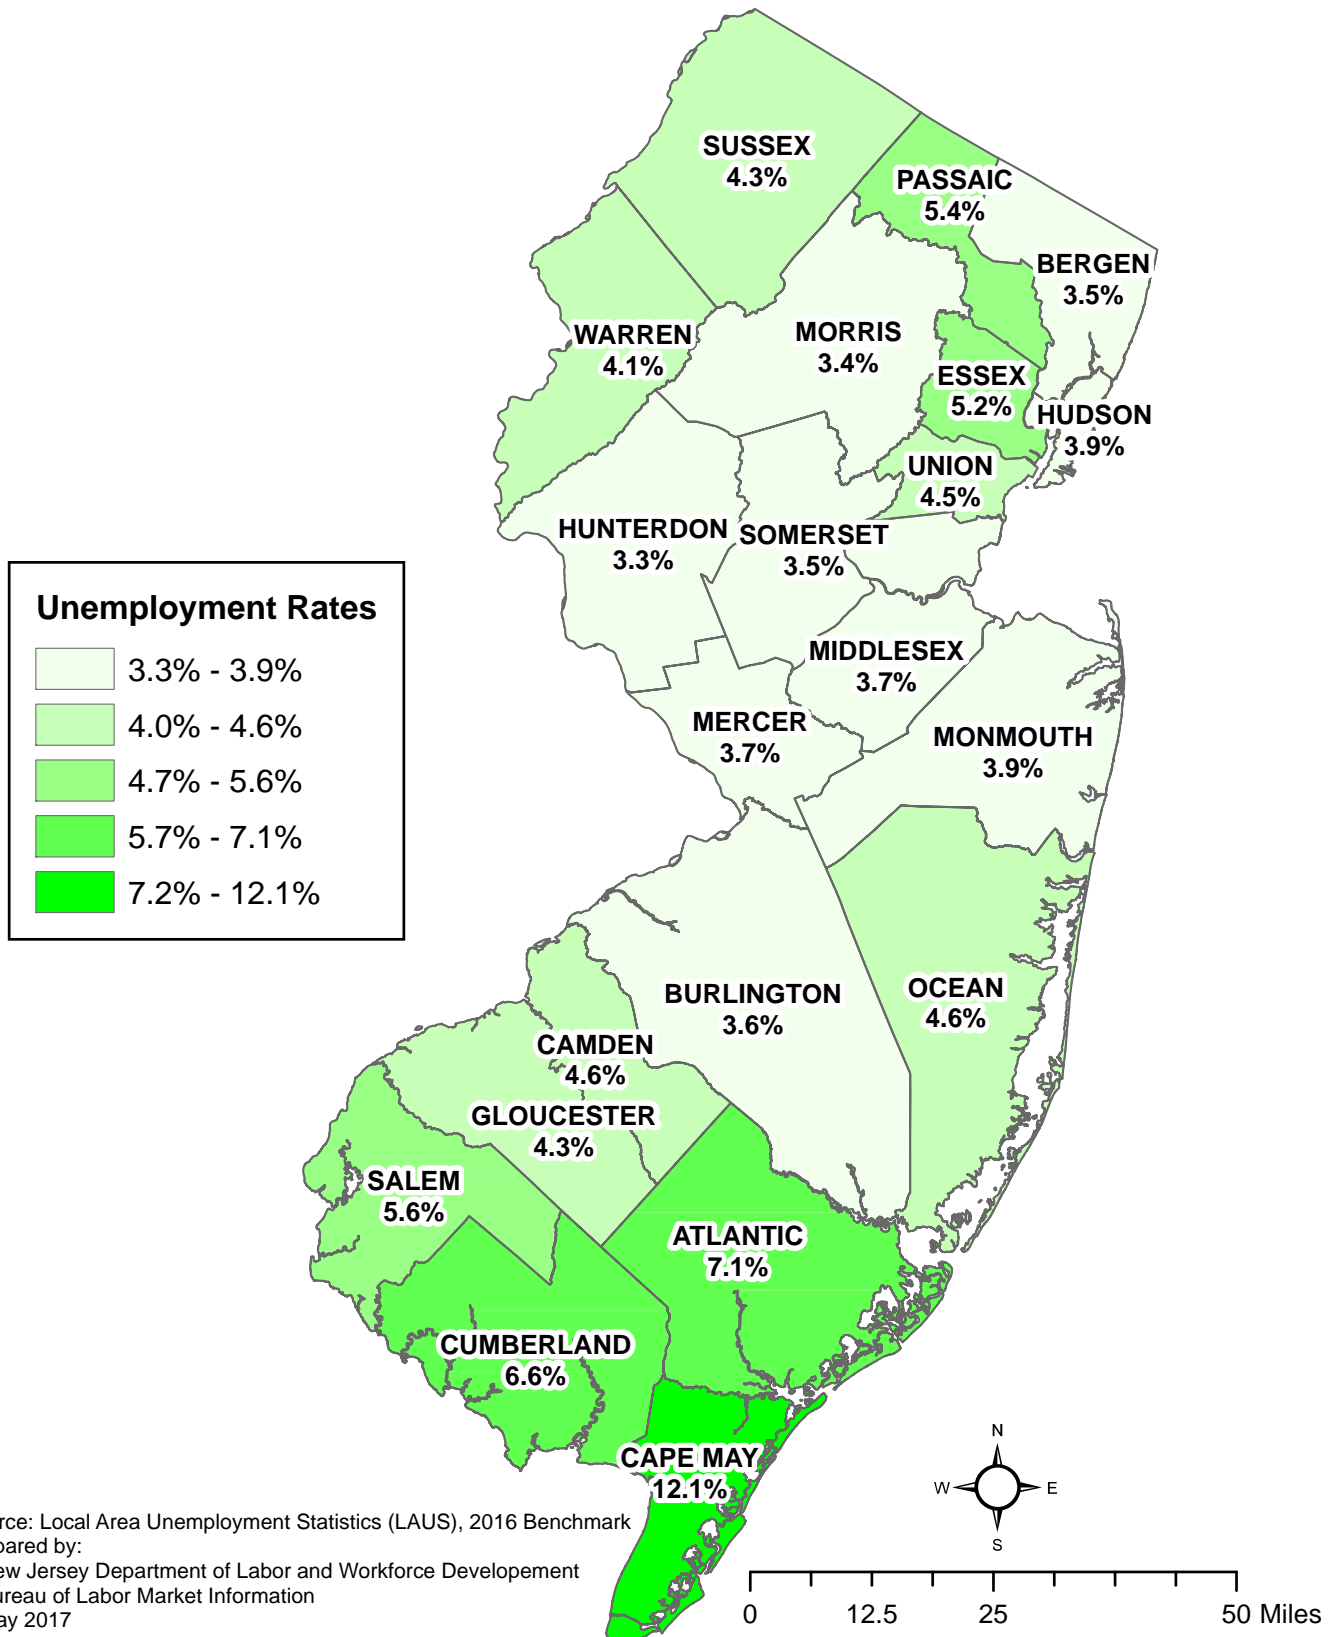 SUSSEX
4.3%
PASSAIC
5.4%
BERGEN
3.5%
WARREN
4.1%
MORRIS
3.4%
ESSEX
5.2%
HUDSON
3.9%
UNION
4.5%
HUNTERDON
3.3%
SOMERSET
3.5%
MIDDLESEX
3.7%
MERCER
3.7%
MONMOUTH
3.9%
Unemployment Rates
3.3% - 3.9%
4.0% - 4.6%
4.7% - 5.6%
5.7% - 7.1%
7.2% - 12.1%
BURLINGTON
3.6%
OCEAN
4.6%
CAMDEN
4.6%
GLOUCESTER
4.3%
SALEM
5.6%
ATLANTIC
7.1%
CUMBERLAND
6.6%
CAPE MAY
12.1%
N
W E
S
rce: Local Area Unemployment Statistics (LAUS), 2016 Benchmark
pared by:
ew Jersey Department of Labor and Workforce Developement
ureau of Labor Market Information
ay 2017
0 12.5 25 50 Miles